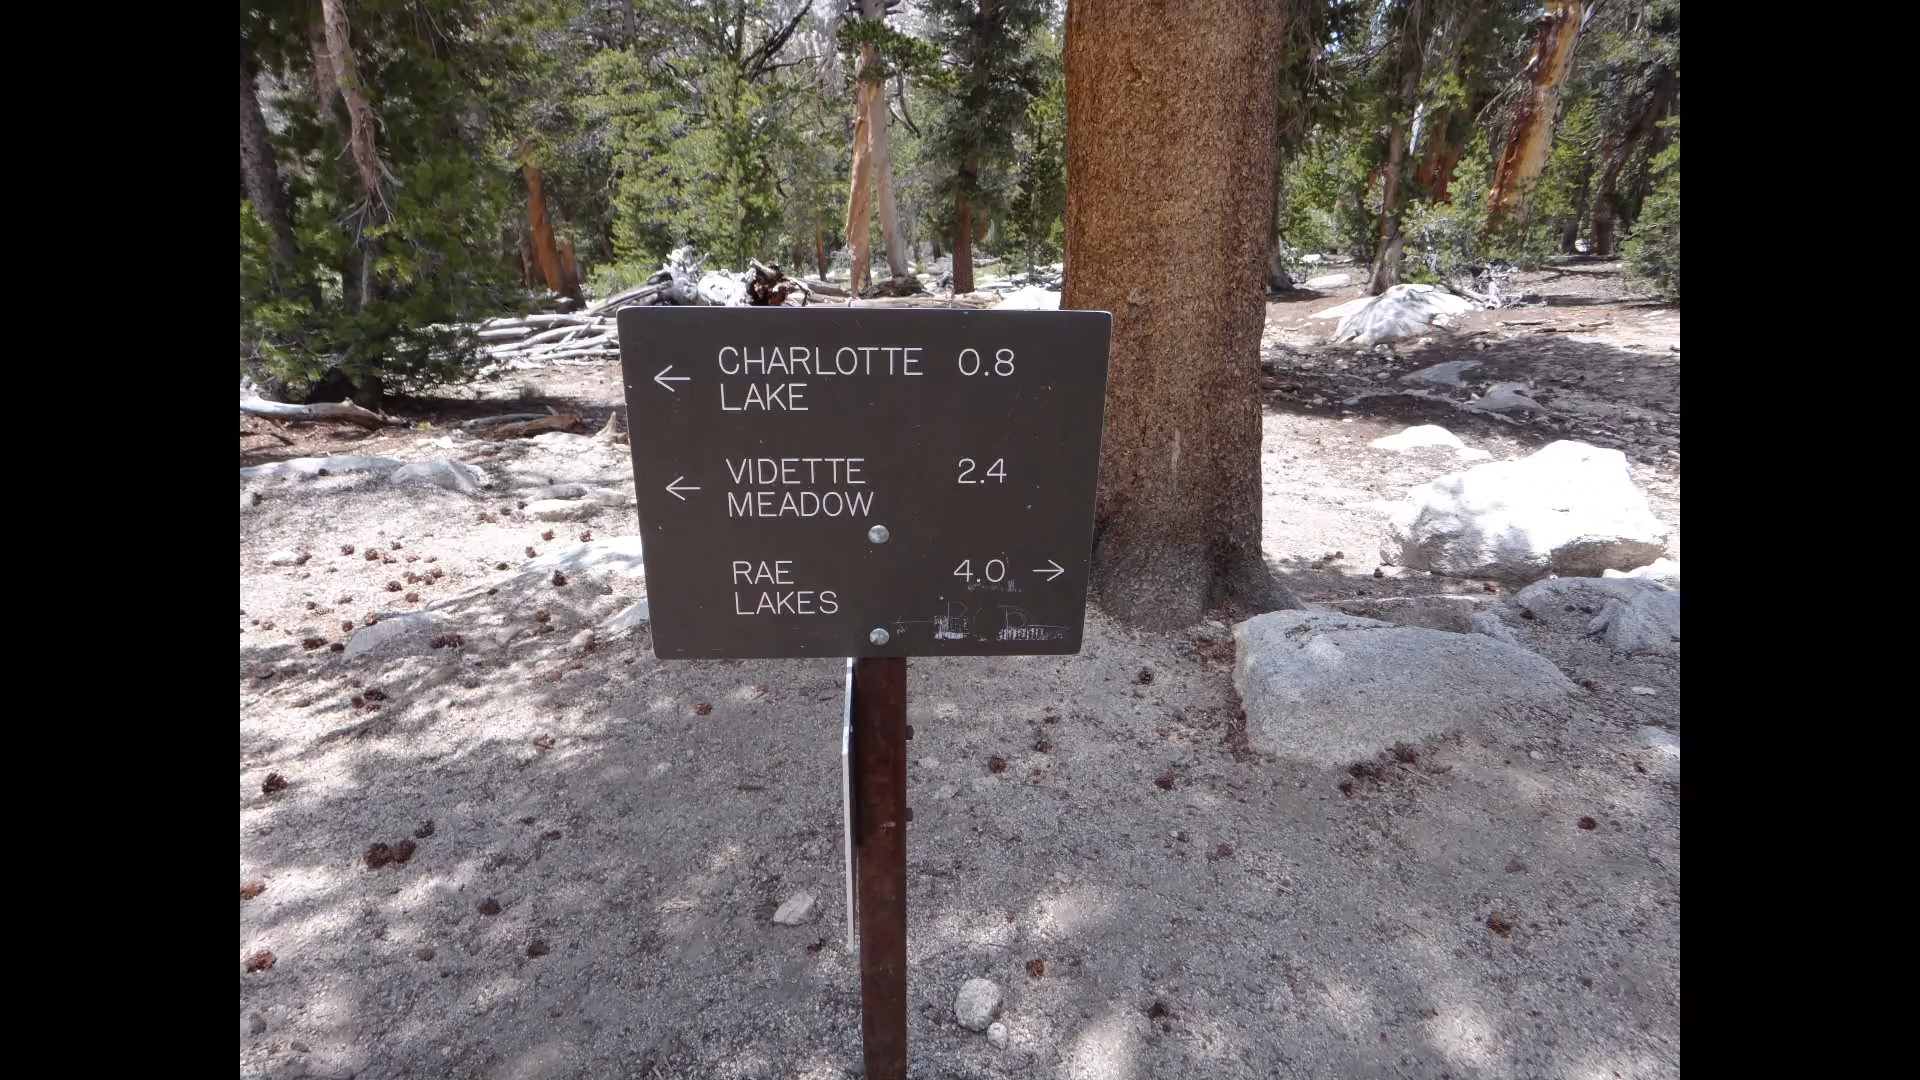 ← CHARLOTTE 0.8
LAKE
← VIDETTE 2.4
MEADOW
RAE 4.0 →
LAKES